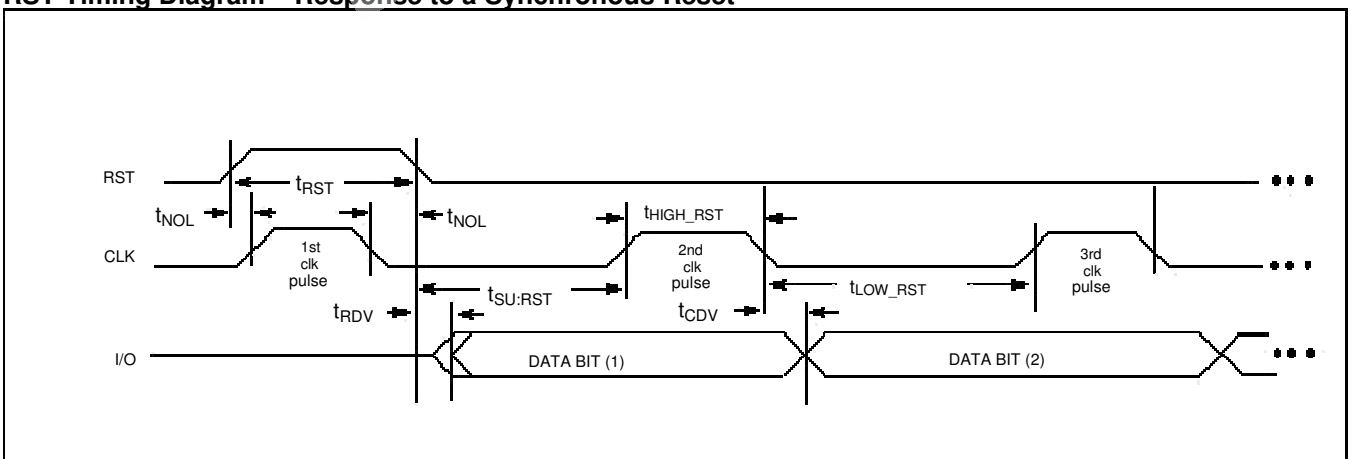 RST Timing Diagram – Response to a Synchronous Reset
RST
tRST
tNOL
tNOL
tHIGH_RST
CLK
1st
clk
pulse
2nd
clk
pulse
3rd
clk
pulse
tSU:RST
tLOW_RST
tRDV
tCDV
I/O
DATA BIT (1)
DATA BIT (2)